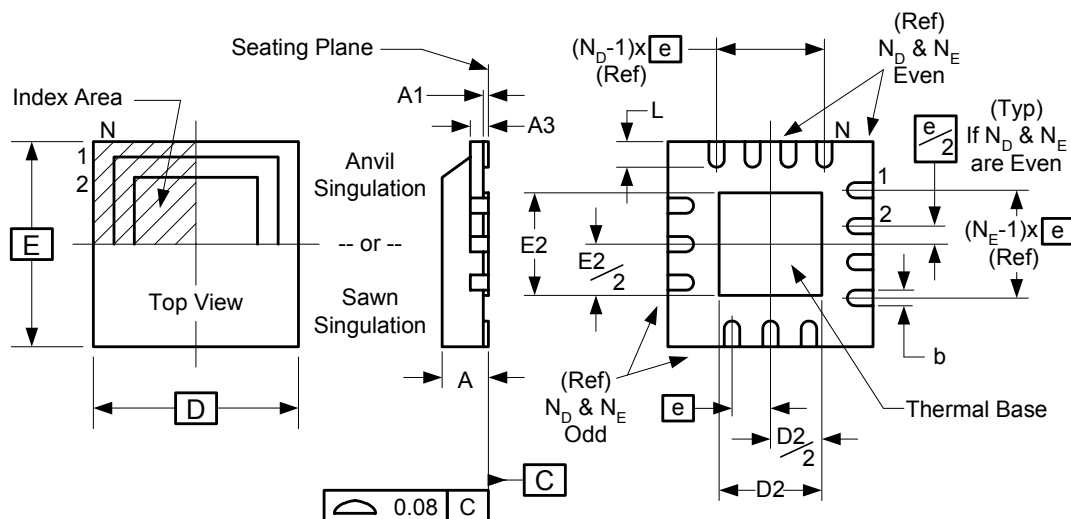 Seating Plane
(N_D-1)x e
(Ref)
(Ref)
N_D & N_E
Even
Index Area
A1
A3
L
N
N
e/2
(Typ)
If N_D & N_E
are Even
1
2
Anvil
Singulation
-- or --
Sawn
Singulation
E
Top View
E2
E2/2
1
2
(N_E-1)x e
(Ref)
b
A
D
(Ref)
N_D & N_E
Odd
e
Thermal Base
D2/2
D2
C
0.08 C